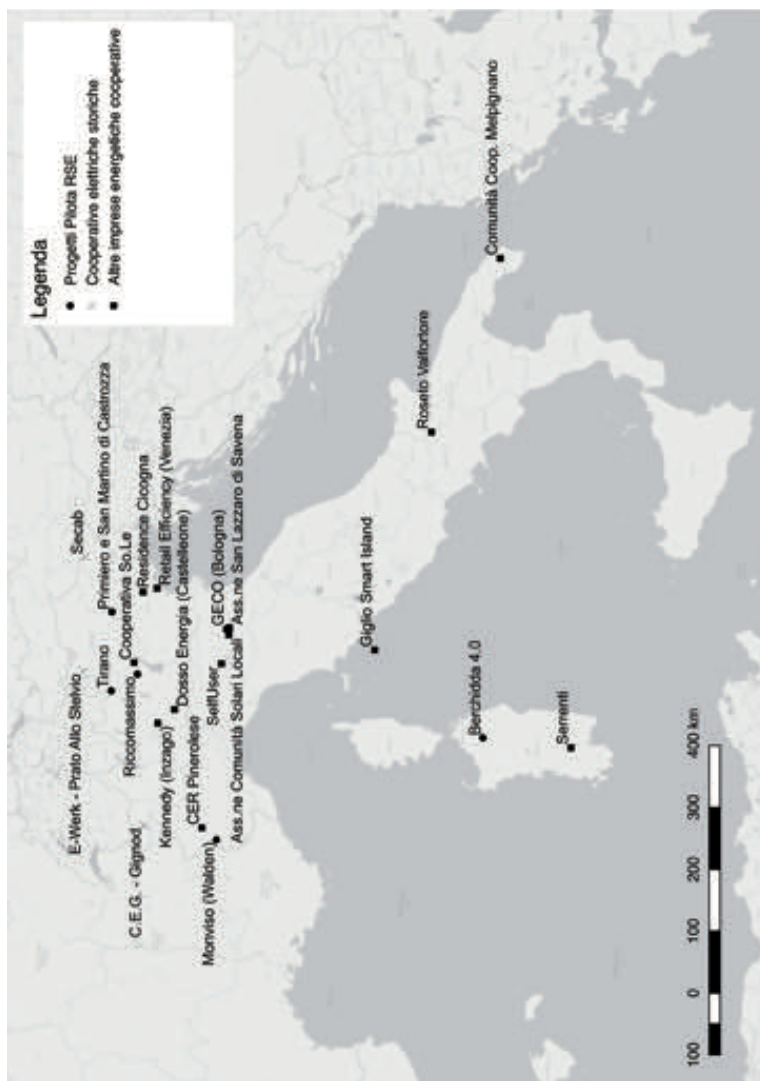 Legenda
Progetti Pilota RSE
Cooperative elettriche storiche
Altre imprese energetiche cooperative
E-Werk - Prato Allo Stelvio
Secab
Tirano
Primiero e San Martino di Castrozza
C.E.G. - Gignod
Riccomassimo
Cooperativa So.Le
Residence Cicogna
Kennedy (Inzago)
Retail Efficiency (Venezia)
Dosso Energia (Castelleone)
CER Pinerolese
Monviso (Walden)
SelfUser
GECO (Bologna)
Ass.ne Comunità Solari Locali
Ass.ne San Lazzaro di Savena
Giglio Smart Island
Roseto Valfortore
Berchidda 4.0
Comunità Coop. Melpignano
Serrenti
100
0
100
200
300
400 km